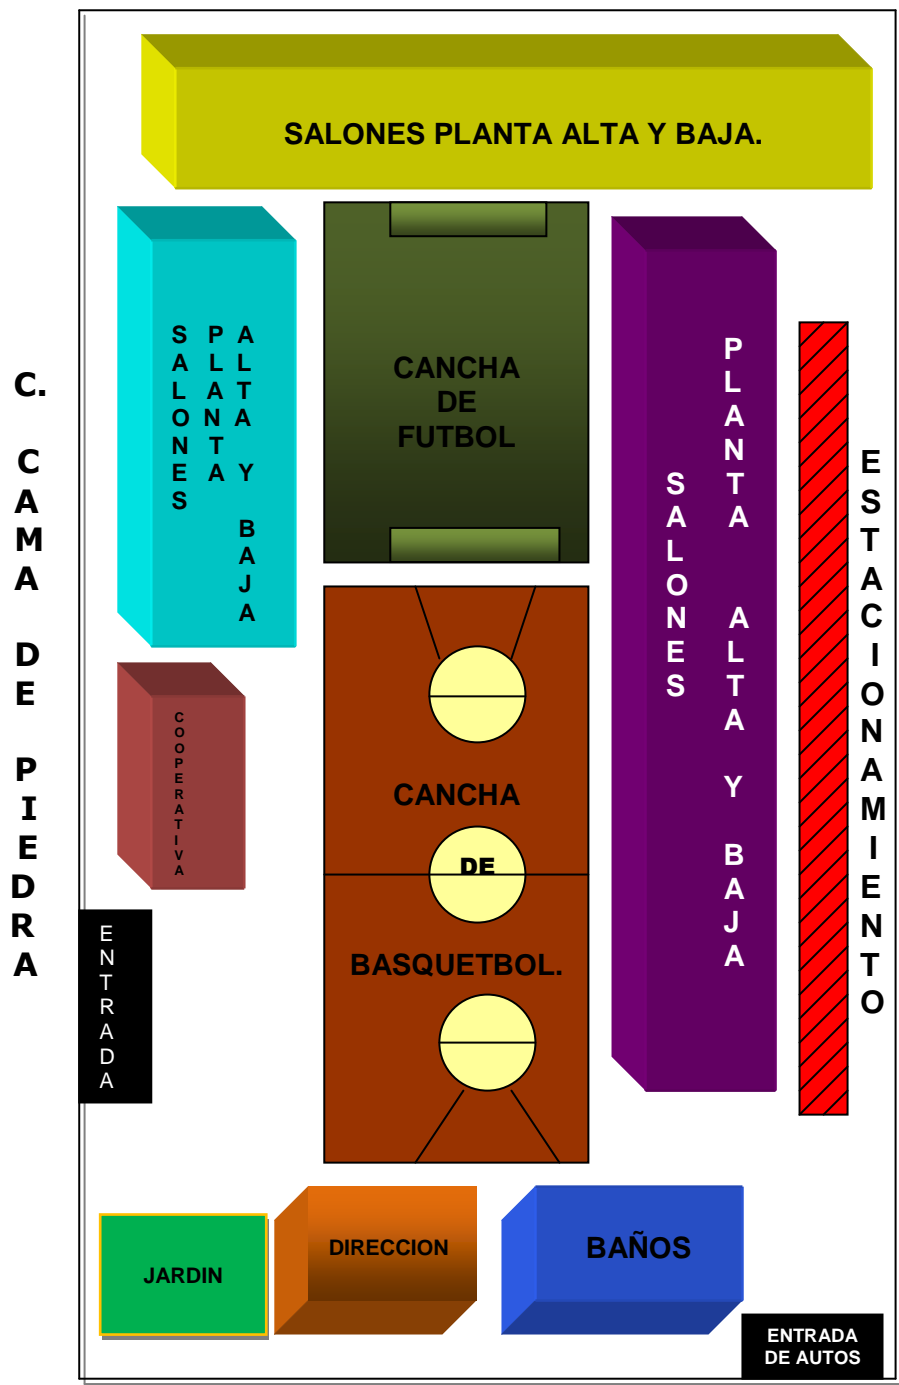 SALONES PLANTA ALTA Y BAJA.
SALONES
PLANTA
ALTA Y BAJA
CANCHA
DE
FUTBOL
SALONES
PLANTA ALTA Y BAJA
ESTACIONAMIENTO
C. CAMA DE PIEDRA
COOPERATIVA
CANCHA
DE
BASQUETBOL.
ENTRADA
JARDIN
DIRECCION
BAÑOS
ENTRADA
DE AUTOS